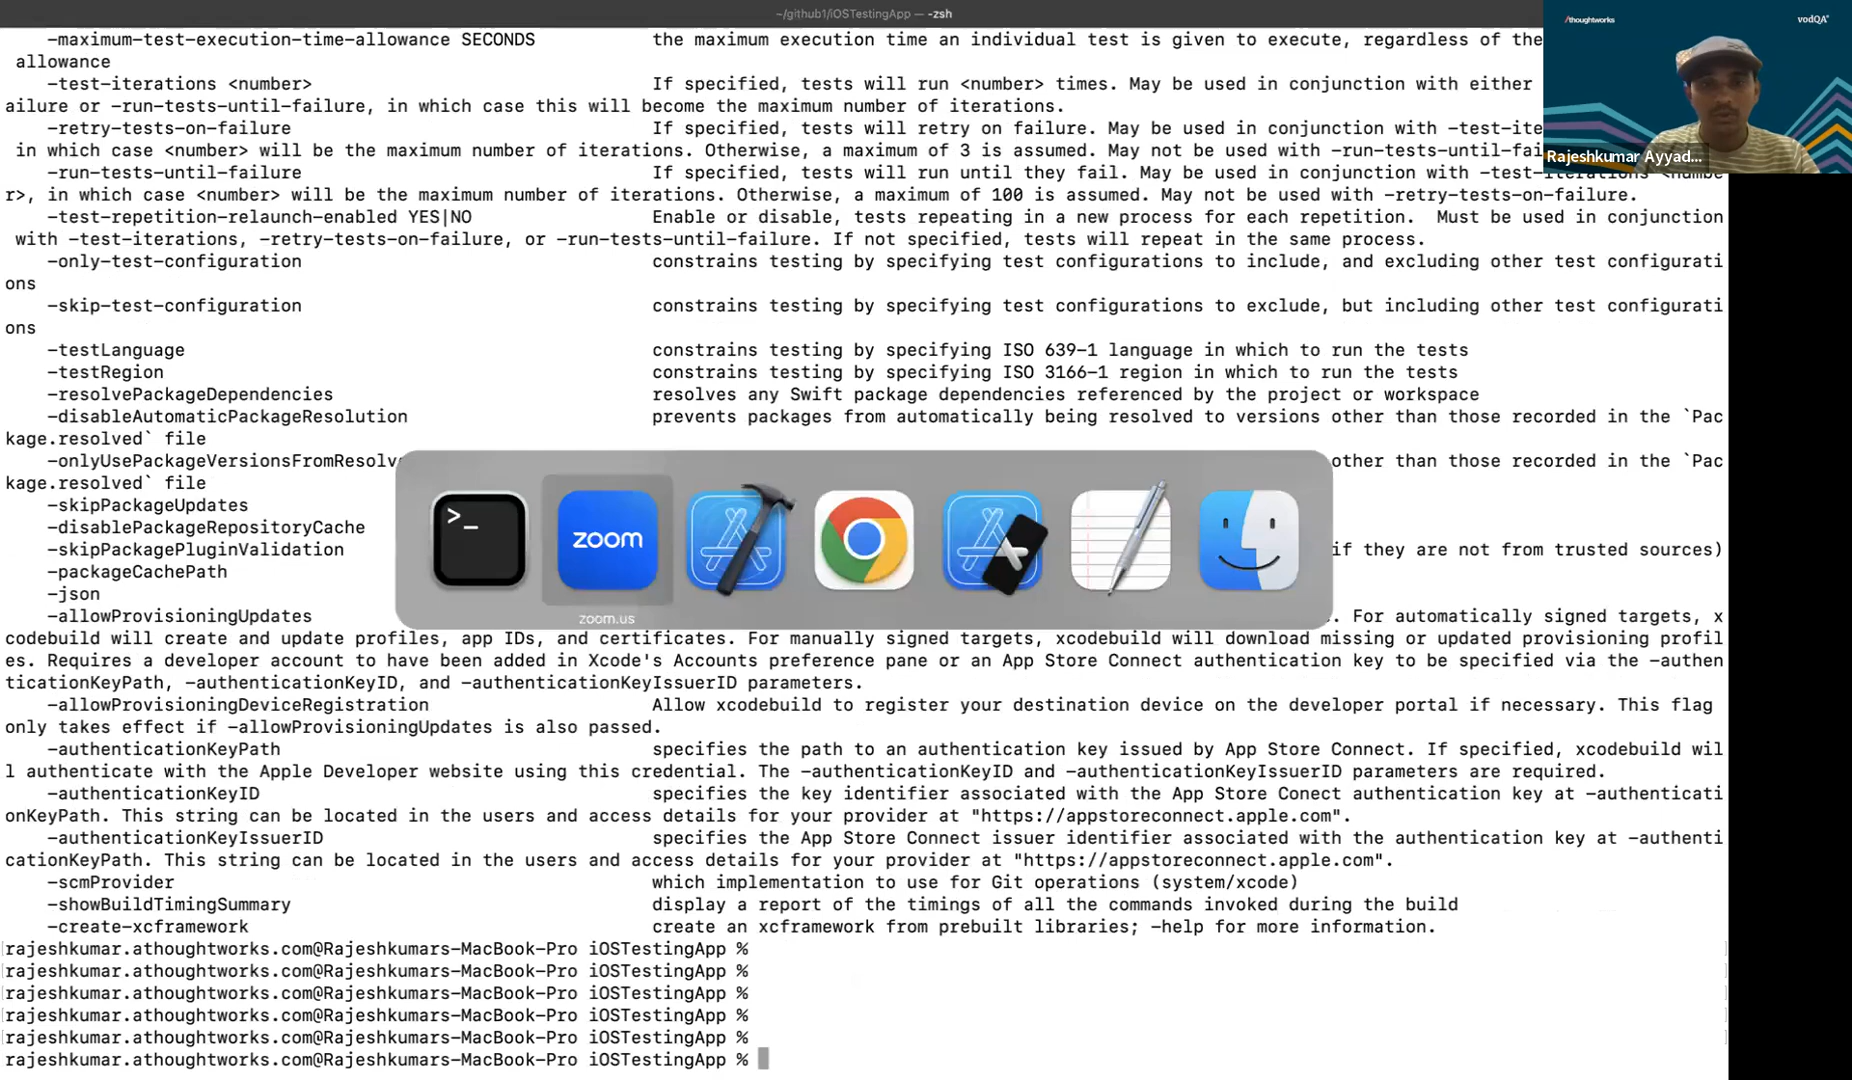 ~/github1/iOSTestingApp — -zsh
/thoughtworks
vodQA
Rajeshkumar Ayyad...
-maximum-test-execution-time-allowance SECONDS the maximum execution time an individual test is given to execute, regardless of the
allowance
-test-iterations <number> If specified, tests will run <number> times. May be used in conjunction with either
ailure or -run-tests-until-failure, in which case this will become the maximum number of iterations.
-retry-tests-on-failure If specified, tests will retry on failure. May be used in conjunction with -test-ite
in which case <number> will be the maximum number of iterations. Otherwise, a maximum of 3 is assumed. May not be used with -run-tests-until-fai
-run-tests-until-failure If specified, tests will run until they fail. May be used in conjunction with -test-iterations <numbe
r>, in which case <number> will be the maximum number of iterations. Otherwise, a maximum of 100 is assumed. May not be used with -retry-tests-on-failure.
-test-repetition-relaunch-enabled YES|NO Enable or disable, tests repeating in a new process for each repetition. Must be used in conjunction
with -test-iterations, -retry-tests-on-failure, or -run-tests-until-failure. If not specified, tests will repeat in the same process.
-only-test-configuration constrains testing by specifying test configurations to include, and excluding other test configurati
ons
-skip-test-configuration constrains testing by specifying test configurations to exclude, but including other test configurati
ons
-testLanguage constrains testing by specifying ISO 639-1 language in which to run the tests
-testRegion constrains testing by specifying ISO 3166-1 region in which to run the tests
-resolvePackageDependencies resolves any Swift package dependencies referenced by the project or workspace
-disableAutomaticPackageResolution prevents packages from automatically being resolved to versions other than those recorded in the `Pac
kage.resolved` file
-onlyUsePackageVersionsFromResolv other than those recorded in the `Pac
kage.resolved` file
-skipPackageUpdates
-disablePackageRepositoryCache
-skipPackagePluginValidation if they are not from trusted sources)
-packageCachePath
-json
>_
zoom
zoom.us
-allowProvisioningUpdates . For automatically signed targets, x
codebuild will create and update profiles, app IDs, and certificates. For manually signed targets, xcodebuild will download missing or updated provisioning profil
es. Requires a developer account to have been added in Xcode's Accounts preference pane or an App Store Connect authentication key to be specified via the -authen
ticationKeyPath, -authenticationKeyID, and -authenticationKeyIssuerID parameters.
-allowProvisioningDeviceRegistration Allow xcodebuild to register your destination device on the developer portal if necessary. This flag
only takes effect if -allowProvisioningUpdates is also passed.
-authenticationKeyPath specifies the path to an authentication key issued by App Store Connect. If specified, xcodebuild wil
l authenticate with the Apple Developer website using this credential. The -authenticationKeyID and -authenticationKeyIssuerID parameters are required.
-authenticationKeyID specifies the key identifier associated with the App Store Conect authentication key at -authenticati
onKeyPath. This string can be located in the users and access details for your provider at "https://appstoreconnect.apple.com".
-authenticationKeyIssuerID specifies the App Store Connect issuer identifier associated with the authentication key at -authenti
cationKeyPath. This string can be located in the users and access details for your provider at "https://appstoreconnect.apple.com".
-scmProvider which implementation to use for Git operations (system/xcode)
-showBuildTimingSummary display a report of the timings of all the commands invoked during the build
-create-xcframework create an xcframework from prebuilt libraries; -help for more information.
rajeshkumar.athoughtworks.com@Rajeshkumars-MacBook-Pro iOSTestingApp %
rajeshkumar.athoughtworks.com@Rajeshkumars-MacBook-Pro iOSTestingApp %
rajeshkumar.athoughtworks.com@Rajeshkumars-MacBook-Pro iOSTestingApp %
rajeshkumar.athoughtworks.com@Rajeshkumars-MacBook-Pro iOSTestingApp %
rajeshkumar.athoughtworks.com@Rajeshkumars-MacBook-Pro iOSTestingApp %
rajeshkumar.athoughtworks.com@Rajeshkumars-MacBook-Pro iOSTestingApp %